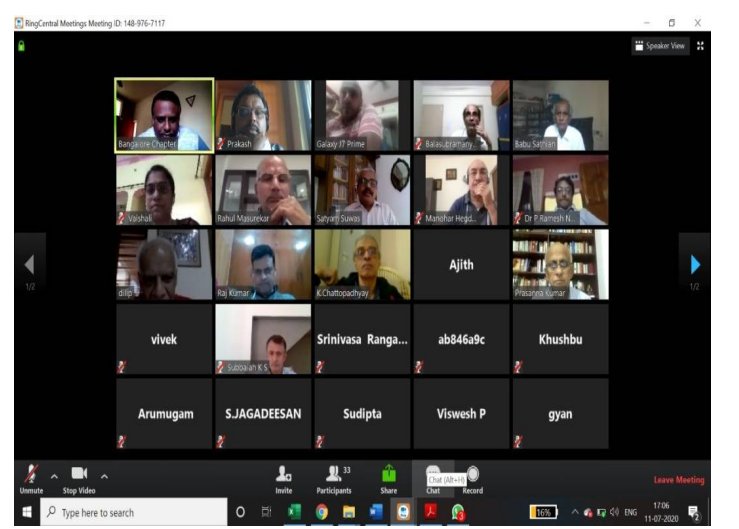 RingCentral Meetings Meeting ID: 148-976-7117
Speaker View
Bangalore Chapter
Prakash
Galaxy J7 Prime
Balasubramany...
Babu Sathian
Vaishali
Rahul Masurekar
Satyam Suwas
Manohar Hegd...
Dr P Ramesh N...
dilip
Raj Kumar
K.Chattopadhyay
Ajith
Prasanna Kumar
1/2
1/2
vivek
Subbaiah K S
Srinivasa Ranga...
ab846a9c
Khushbu
Arumugam
S.JAGADEESAN
Sudipta
Viswesh P
gyan
Unmute
Stop Video
Invite
33
Participants
Share
Chat (Alt+H)
Chat
Record
Leave Meeting
Type here to search
16%
ENG
17:06
11-07-2020
2